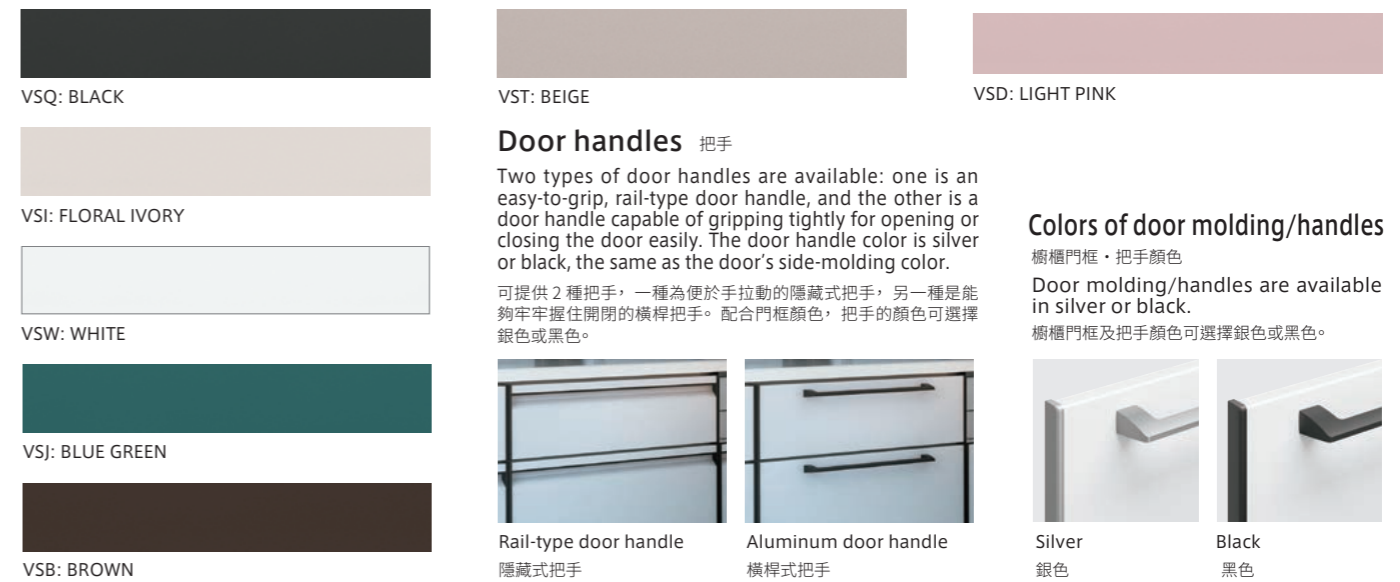 VSQ: BLACK
VSI: FLORAL IVORY
VSW: WHITE
VSJ: BLUE GREEN
VSB: BROWN
VST: BEIGE
VSD: LIGHT PINK
Door handles 把手
Two types of door handles are available: one is an
easy-to-grip, rail-type door handle, and the other is a
door handle capable of gripping tightly for opening or
closing the door easily. The door handle color is silver
or black, the same as the door’s side-molding color.
可提供 2 種把手，一種為便於手拉動的隱藏式把手，另一種是能
夠牢牢握住開閉的橫桿把手。配合門框顏色，把手的顏色可選擇
銀色或黑色。
Rail-type door handle
隱藏式把手
Aluminum door handle
橫桿式把手
Colors of door molding/handles
櫥櫃門框・把手顏色
Door molding/handles are available
in silver or black.
櫥櫃門框及把手顏色可選擇銀色或黑色。
Silver
銀色
Black
黑色